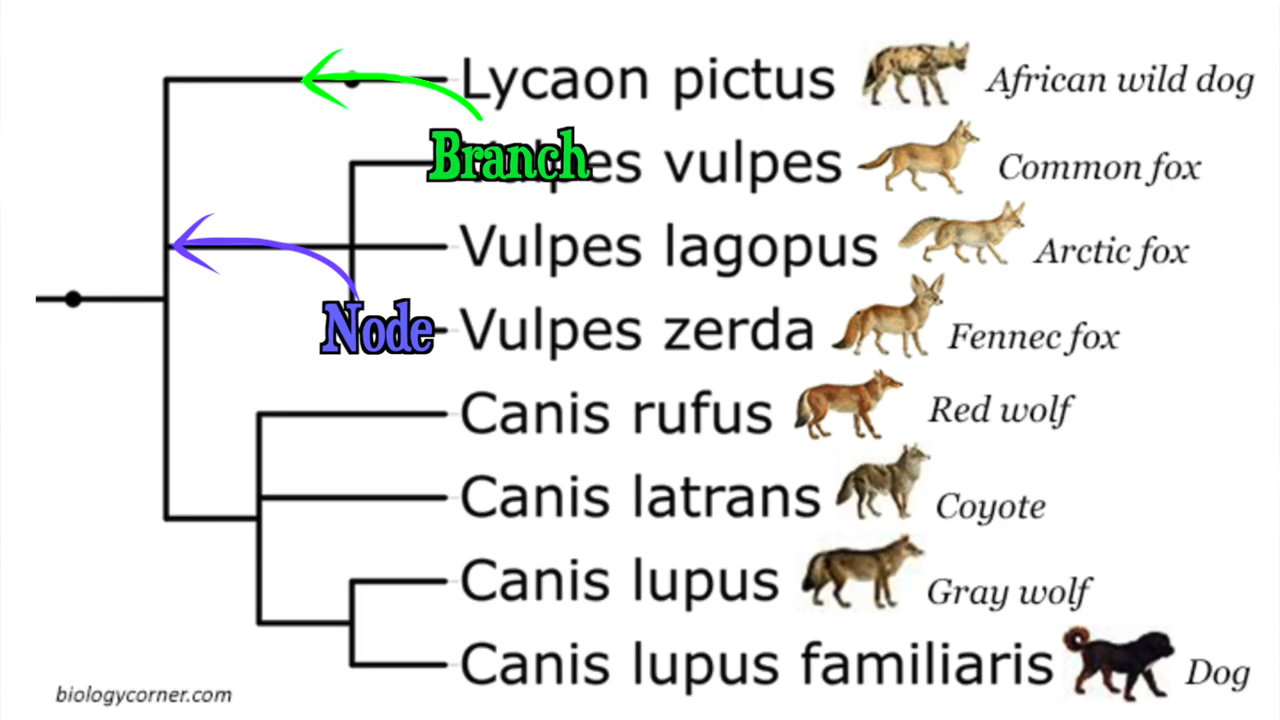 Lycaon pictus African wild dog
Branch
es vulpes Common fox
Vulpes lagopus Arctic fox
Node
Vulpes zerda Fennec fox
Canis rufus Red wolf
Canis latrans Coyote
Canis lupus Gray wolf
Canis lupus familiaris Dog
biologycorner.com